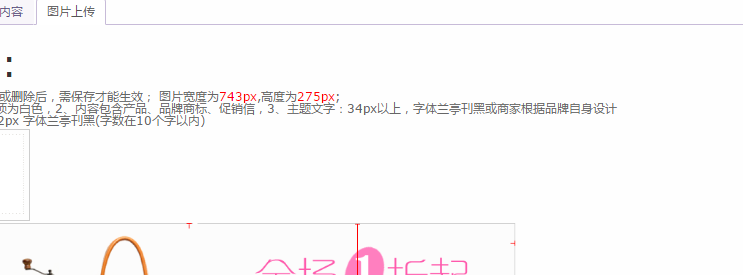 内容 图片上传
：
或删除后，需保存才能生效； 图片宽度为743px,高度为275px;
须为白色，2、内容包含产品、品牌商标、促销信，3、主题文字：34px以上，字体兰亭刊黑或商家根据品牌自身设计
2px 字体兰亭刊黑(字数在10个字以内)
全场1折起